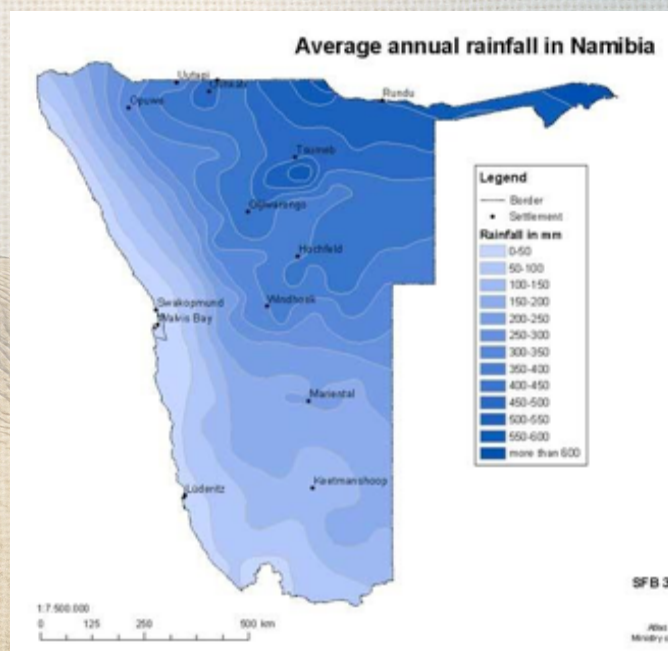 Average annual rainfall in Namibia
Uutapi
Opuwo
Rundu
Tsumeb
Otjiwarongo
Hochfeld
Windhoek
Swakopmund
Walvis Bay
Mariental
Lüderitz
Keetmanshoop
Legend
Border
Settlement
Rainfall in mm
0-50
50-100
100-150
150-200
200-250
250-300
300-350
350-400
400-450
450-500
500-550
550-600
more than 600
SFB 3
1:7.500.000
0 125 250 500 km
Atlas
Ministry o